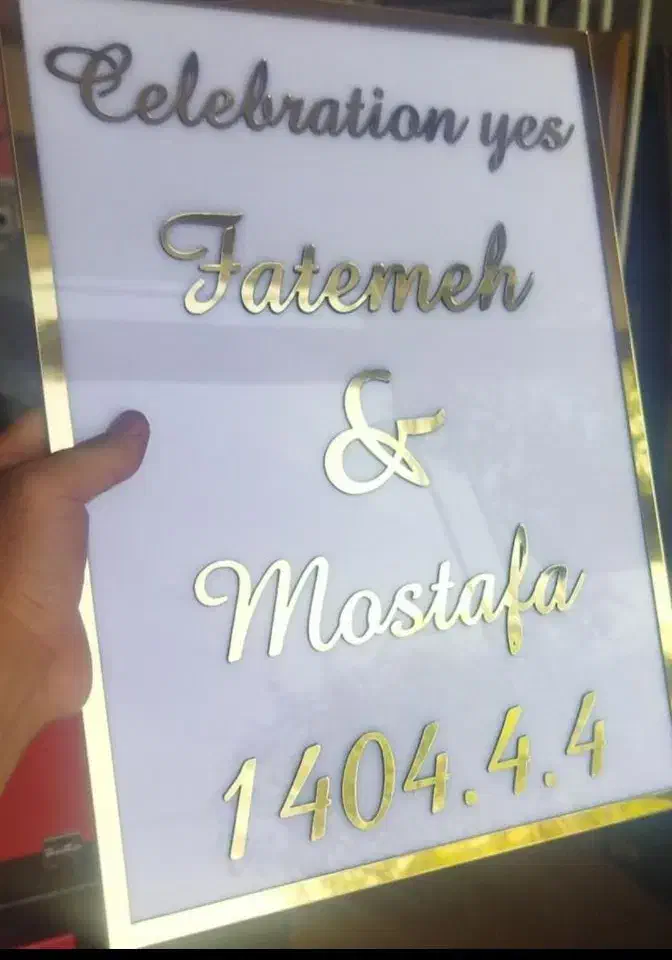 Celebration yes
Fatemeh
&
Mostafa
1404.4.4